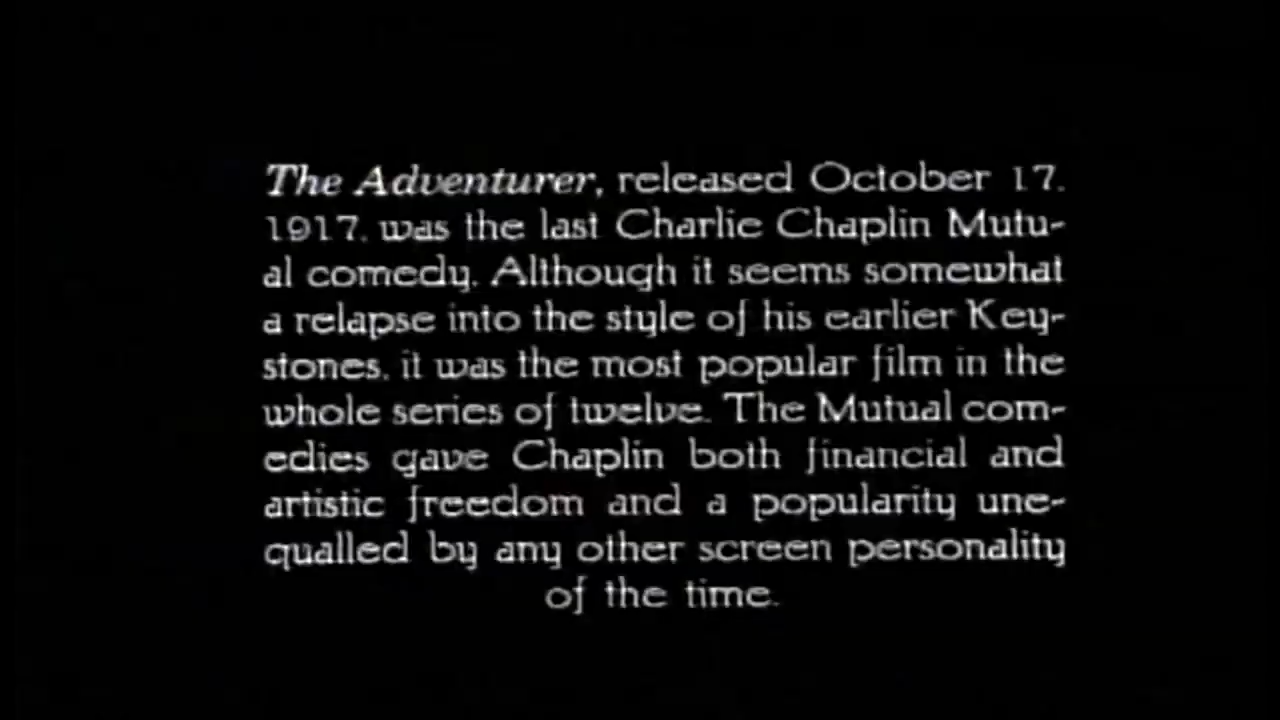 The Adventurer, released October 17,
1917, was the last Charlie Chaplin Mutu-
al comedy. Although it seems somewhat
a relapse into the style of his earlier Key-
stones, it was the most popular film in the
whole series of twelve. The Mutual com-
edies gave Chaplin both financial and
artistic freedom and a popularity une-
qualled by any other screen personality
of the time.